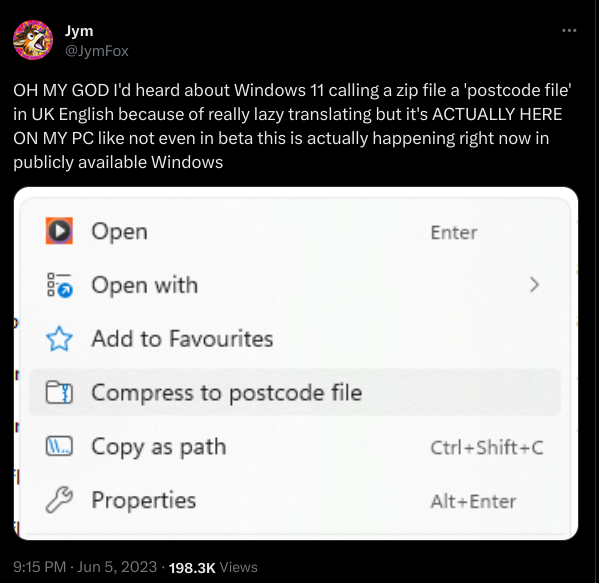 Jym
@JymFox
OH MY GOD I'd heard about Windows 11 calling a zip file a 'postcode file'
in UK English because of really lazy translating but it's ACTUALLY HERE
ON MY PC like not even in beta this is actually happening right now in
publicly available Windows
Open Enter
Open with
Add to Favourites
Compress to postcode file
Copy as path Ctrl+Shift+C
Properties Alt+Enter
9:15 PM · Jun 5, 2023 · 198.3K Views